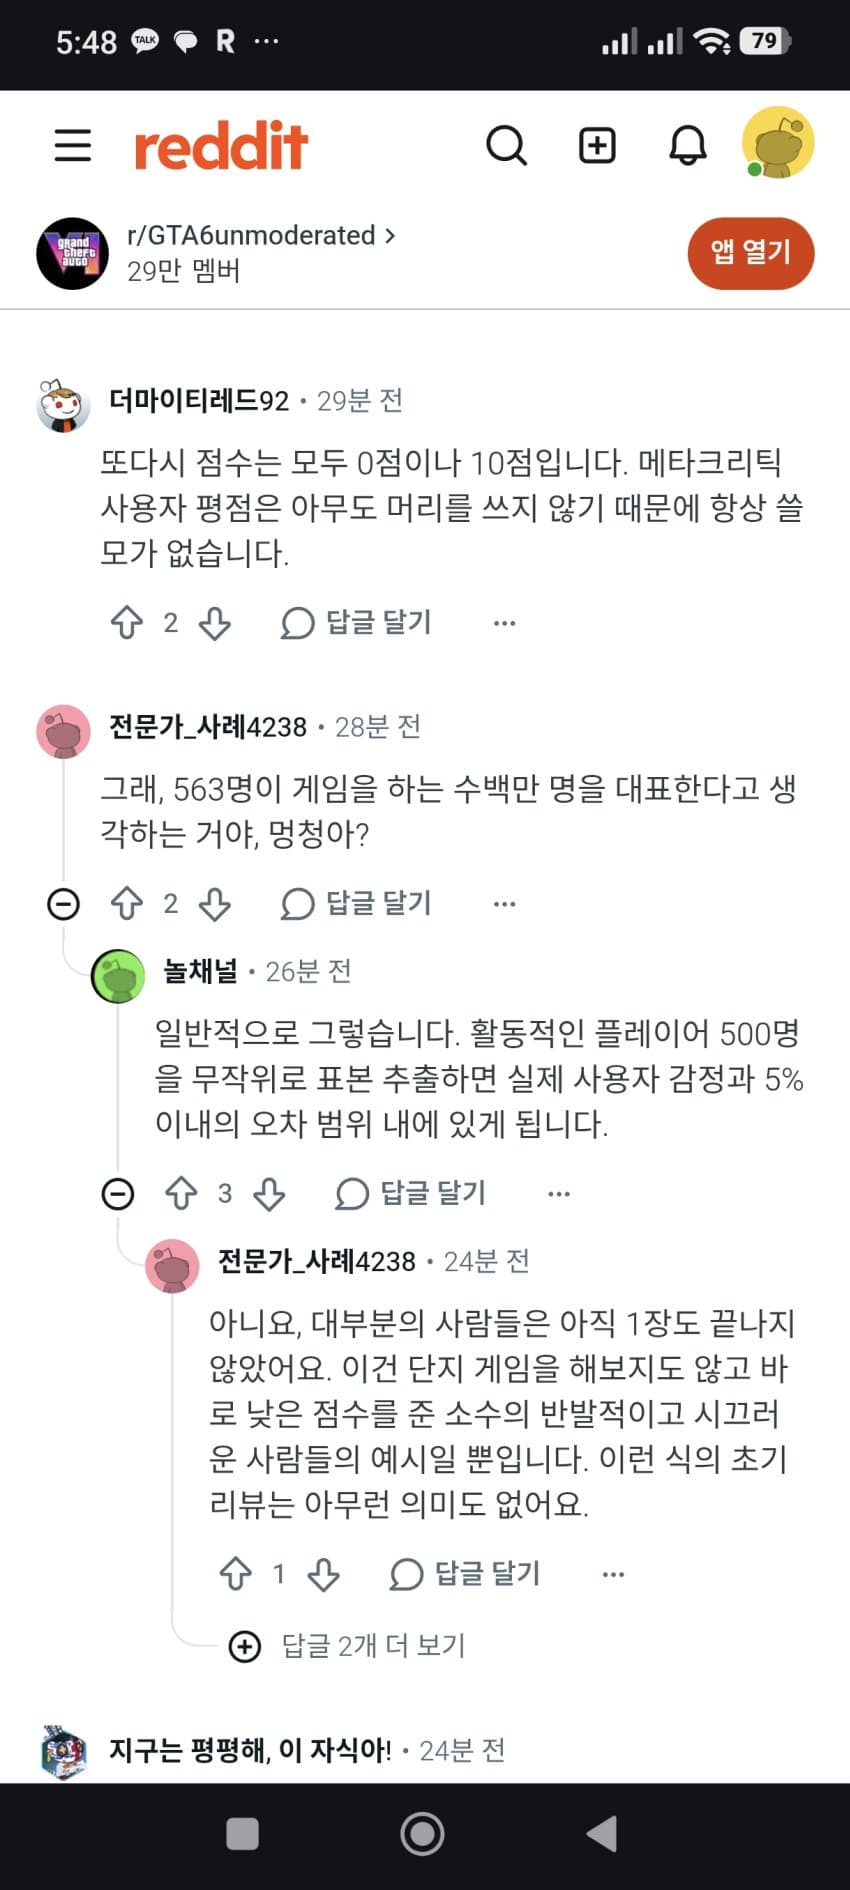 5:48 TALK R ... 79
reddit
grand theft auto VI
r/GTA6unmoderated >
29만 멤버
앱 열기
더마이티레드92 • 29분 전
또다시 점수는 모두 0점이나 10점입니다. 메타크리틱
사용자 평점은 아무도 머리를 쓰지 않기 때문에 항상 쓸
모가 없습니다.
2 답글 달기 ...
전문가_사례4238 • 28분 전
그래, 563명이 게임을 하는 수백만 명을 대표한다고 생
각하는 거야, 멍청아?
2 답글 달기 ...
놀채널 • 26분 전
일반적으로 그렇습니다. 활동적인 플레이어 500명
을 무작위로 표본 추출하면 실제 사용자 감정과 5%
이내의 오차 범위 내에 있게 됩니다.
3 답글 달기 ...
전문가_사례4238 • 24분 전
아니요, 대부분의 사람들은 아직 1장도 끝나지
않았어요. 이건 단지 게임을 해보지도 않고 바
로 낮은 점수를 준 소수의 반발적이고 시끄러
운 사람들의 예시일 뿐입니다. 이런 식의 초기
리뷰는 아무런 의미도 없어요.
1 답글 달기 ...
답글 2개 더 보기
지구는 평평해, 이 자식아! • 24분 전